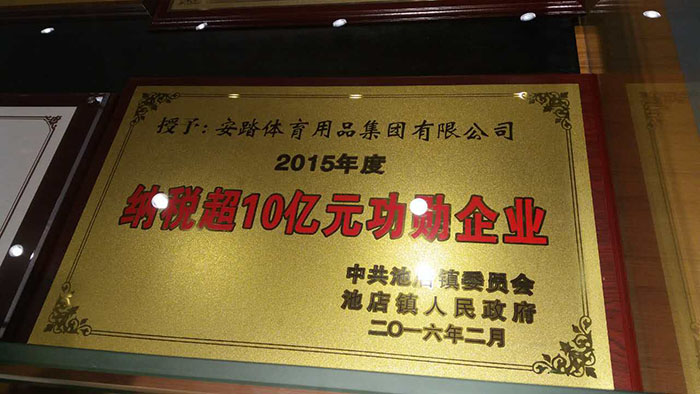 授予：安踏体育用品集团有限公司
2015年度
纳税超10亿元功勋企业
中共池店镇委员会
池店镇人民政府
二〇一六年二月